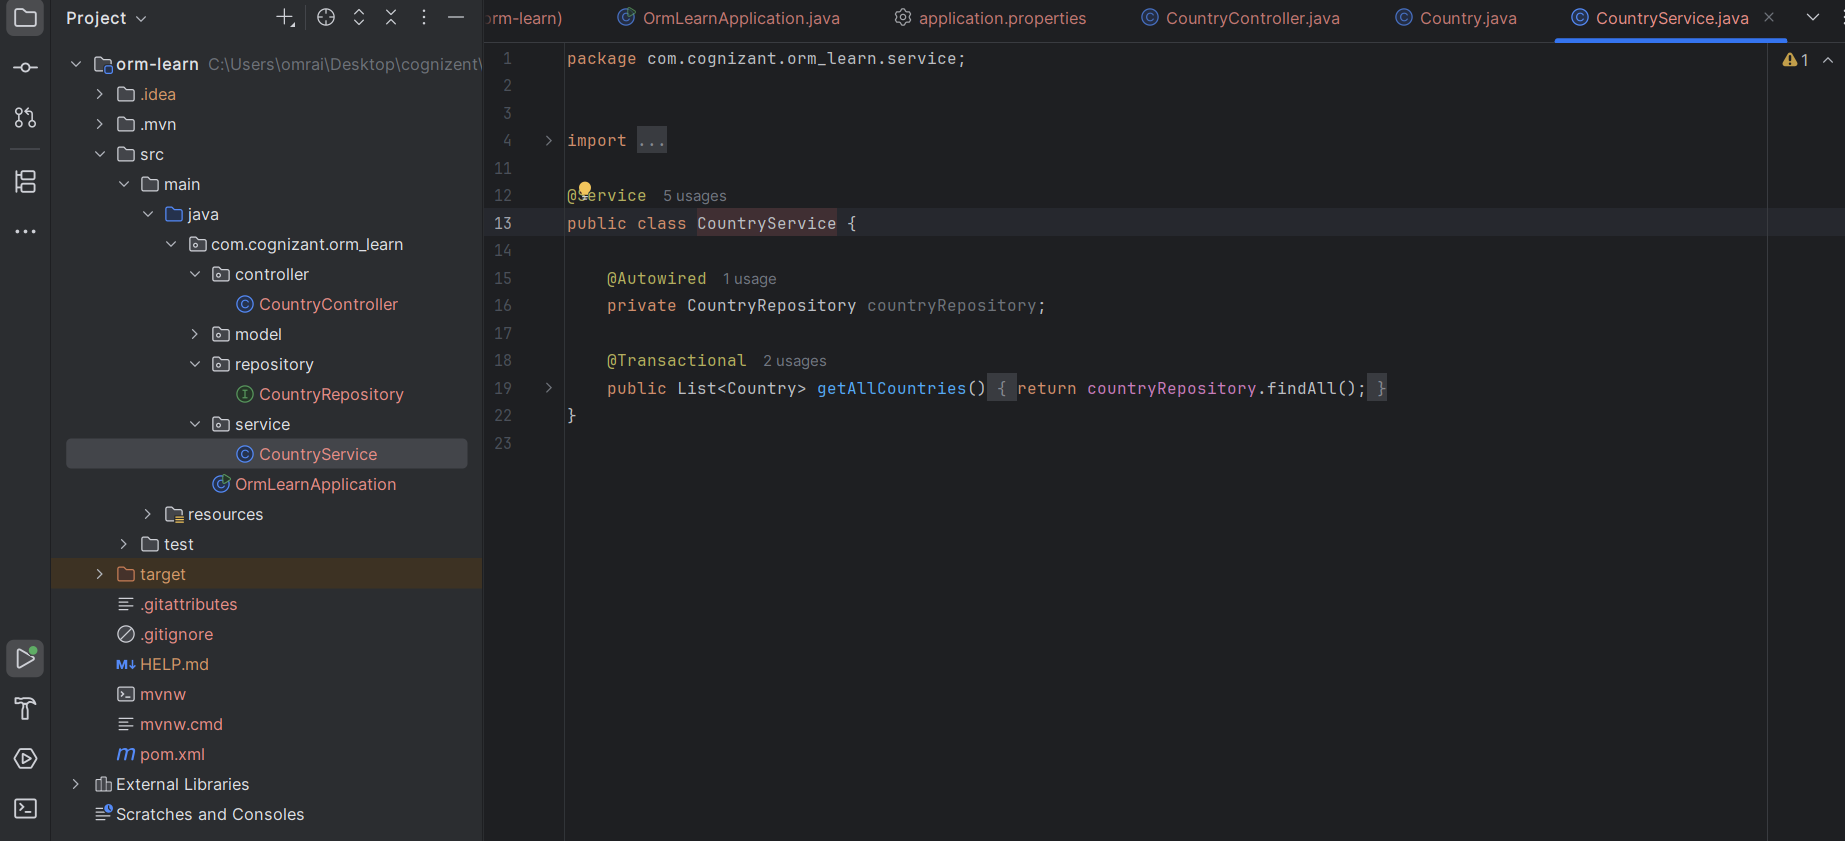 Project
orm-learn C:\Users\omrai\Desktop\cognizent\
.idea
.mvn
src
main
java
com.cognizant.orm_learn
controller
CountryController
model
repository
CountryRepository
service
CountryService
OrmLearnApplication
resources
test
target
.gitattributes
.gitignore
HELP.md
mvnw
mvnw.cmd
pom.xml
External Libraries
Scratches and Consoles
orm-learn) OrmLearnApplication.java application.properties CountryController.java Country.java CountryService.java
1 package com.cognizant.orm_learn.service;
2
3
4 import ...
11
12 @Service 5 usages
13 public class CountryService {
14
15 @Autowired 1 usage
16 private CountryRepository countryRepository;
17
18 @Transactional 2 usages
19 public List<Country> getAllCountries() { return countryRepository.findAll(); }
22 }
23
1